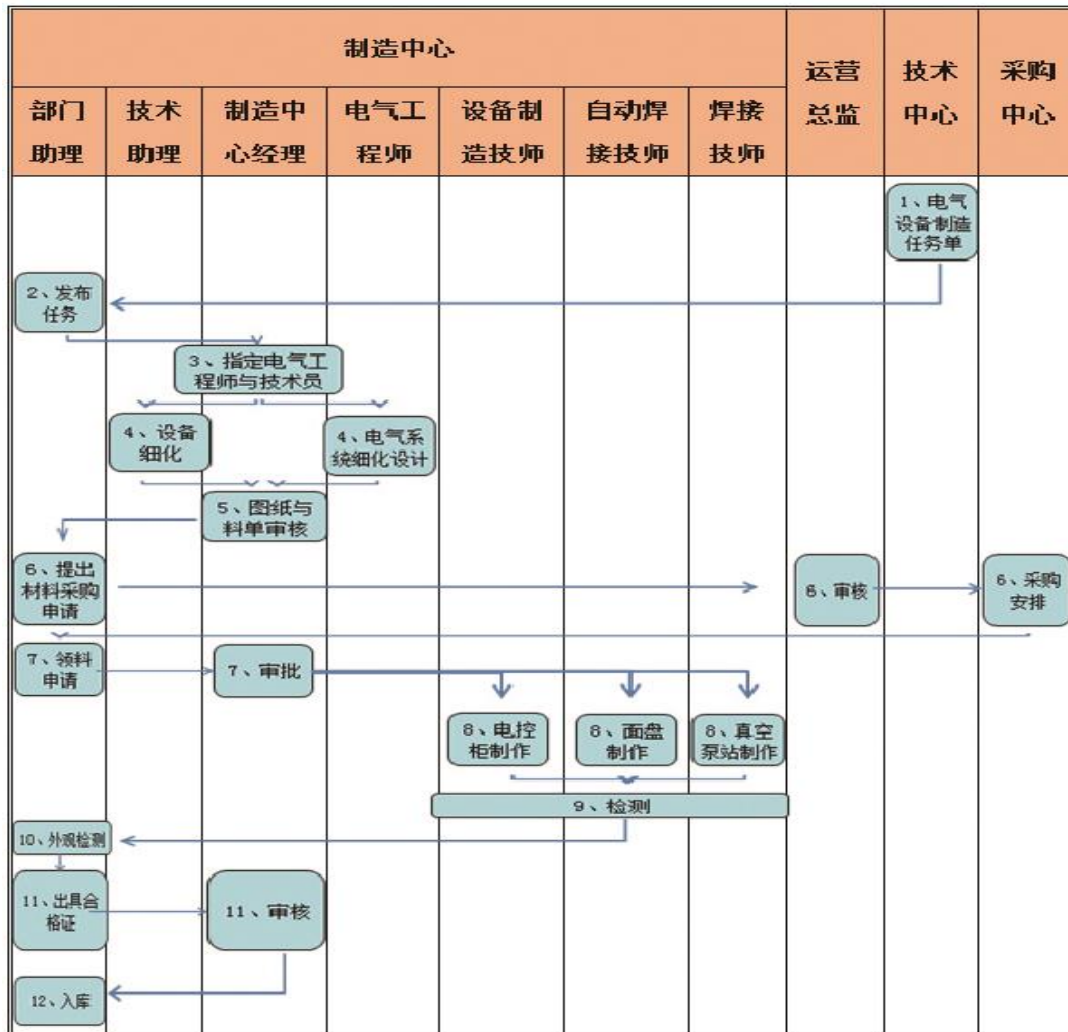 制造中心
运营
总监
技术
中心
采购
中心
部门
助理
技术
助理
制造中
心经理
电气工
程师
设备制
造技师
自动焊
接技师
焊接
技师
1、电气
设备制造
任务单
2、发布
任务
3、指定电气工
程师与技术员
4、设备
细化
4、电气系
统细化设计
5、图纸与
料单审核
6、提出
材料采购
申请
6、审核
6、采购
安排
7、领料
申请
7、审批
8、电控
柜制作
8、面盘
制作
8、真空
泵站制作
9、检测
10、外观检测
11、出具合
格证
11、审核
12、入库